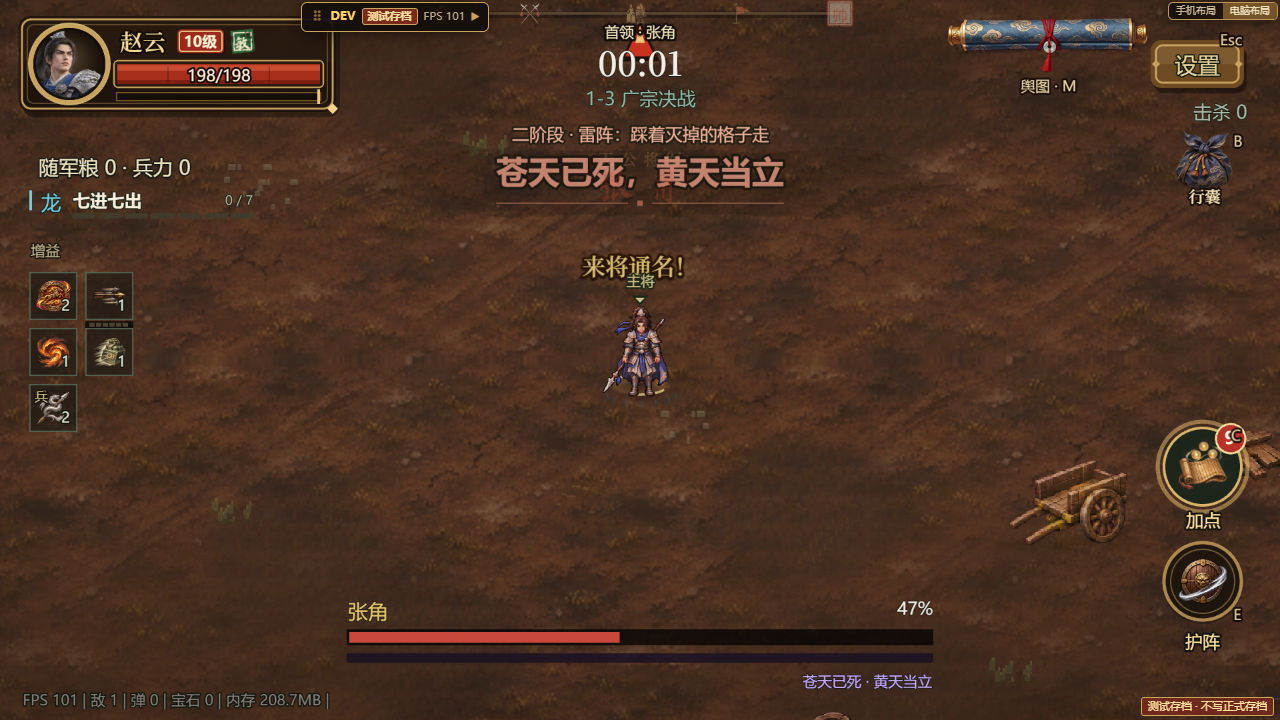 DEV 测试存档 FPS 101 ▶
手机布局 电脑布局
赵云 10级 敌
198/198
首领：张角
00:01
1-3 广宗决战
Esc
设置
舆图 · M
击杀 0
二阶段 · 雷阵：踩着灭掉的格子走
苍天已死，黄天当立
B
行囊
随军粮 0 · 兵力 0
龙 七进七出 0 / 7
增益
2
1
1
1
兵
2
来将通名！
主将
加点
E
护阵
张角 47%
苍天已死 · 黄天当立
FPS 101 | 敌 1 | 弹 0 | 宝石 0 | 内存 208.7MB |
测试存档 · 不写正式存档